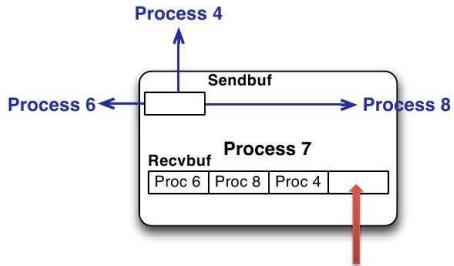 Process 4
Sendbuf
Process 6
Process 8
Process 7
Recvbuf
Proc 6 Proc 8 Proc 4